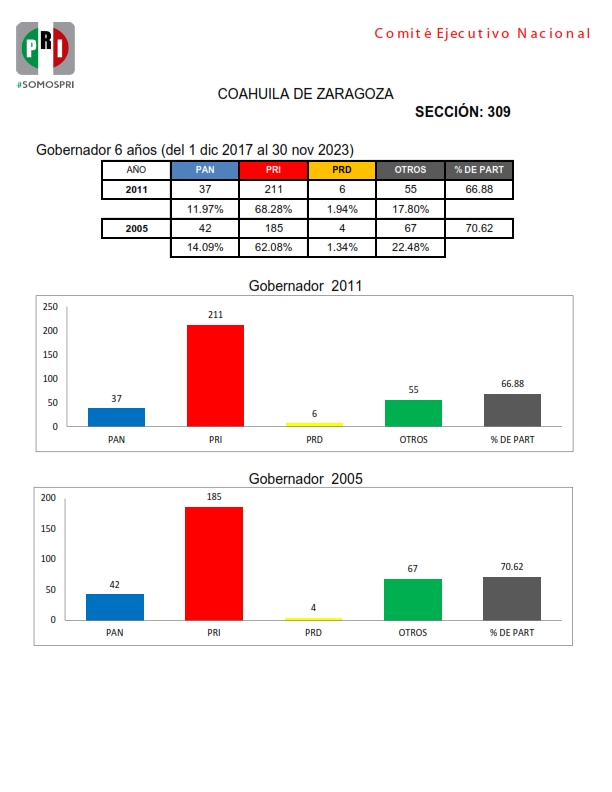 Comité Ejecutivo Nacional
PRI
#SOMOSPRI
COAHUILA DE ZARAGOZA
SECCIÓN: 309
Gobernador 6 años (del 1 dic 2017 al 30 nov 2023)
AÑO PAN PRI PRD OTROS % DE PART
2011 37 211 6 55 66.88
11.97% 68.28% 1.94% 17.80%
2005 42 185 4 67 70.62
14.09% 62.08% 1.34% 22.48%
Gobernador 2011
250
200
150
100
50
0
37
211
6
55
66.88
PAN PRI PRD OTROS % DE PART
Gobernador 2005
200
150
100
50
0
42
185
4
67
70.62
PAN PRI PRD OTROS % DE PART